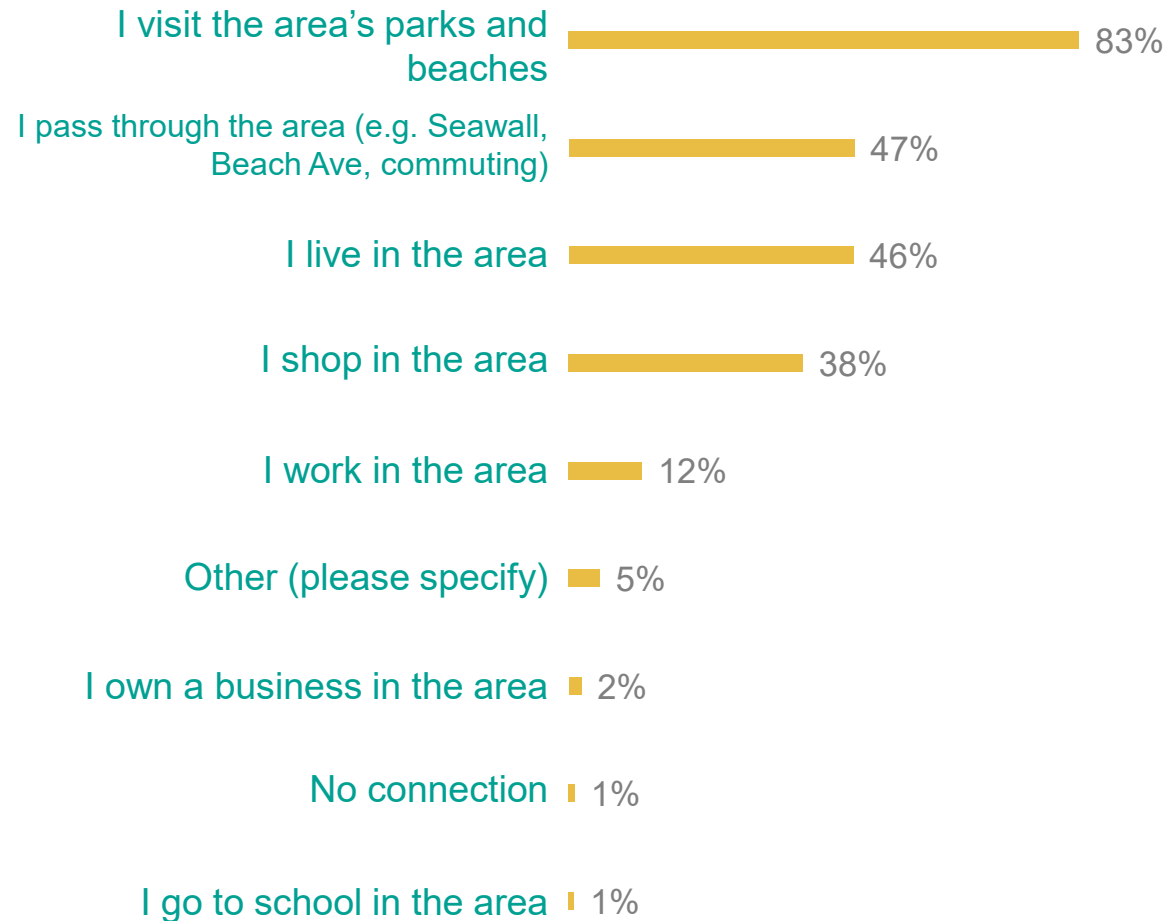 I visit the area’s parks and
beaches
83%
I pass through the area (e.g. Seawall,
Beach Ave, commuting)
47%
I live in the area
46%
I shop in the area
38%
I work in the area
12%
Other (please specify)
5%
I own a business in the area
2%
No connection
1%
I go to school in the area
1%